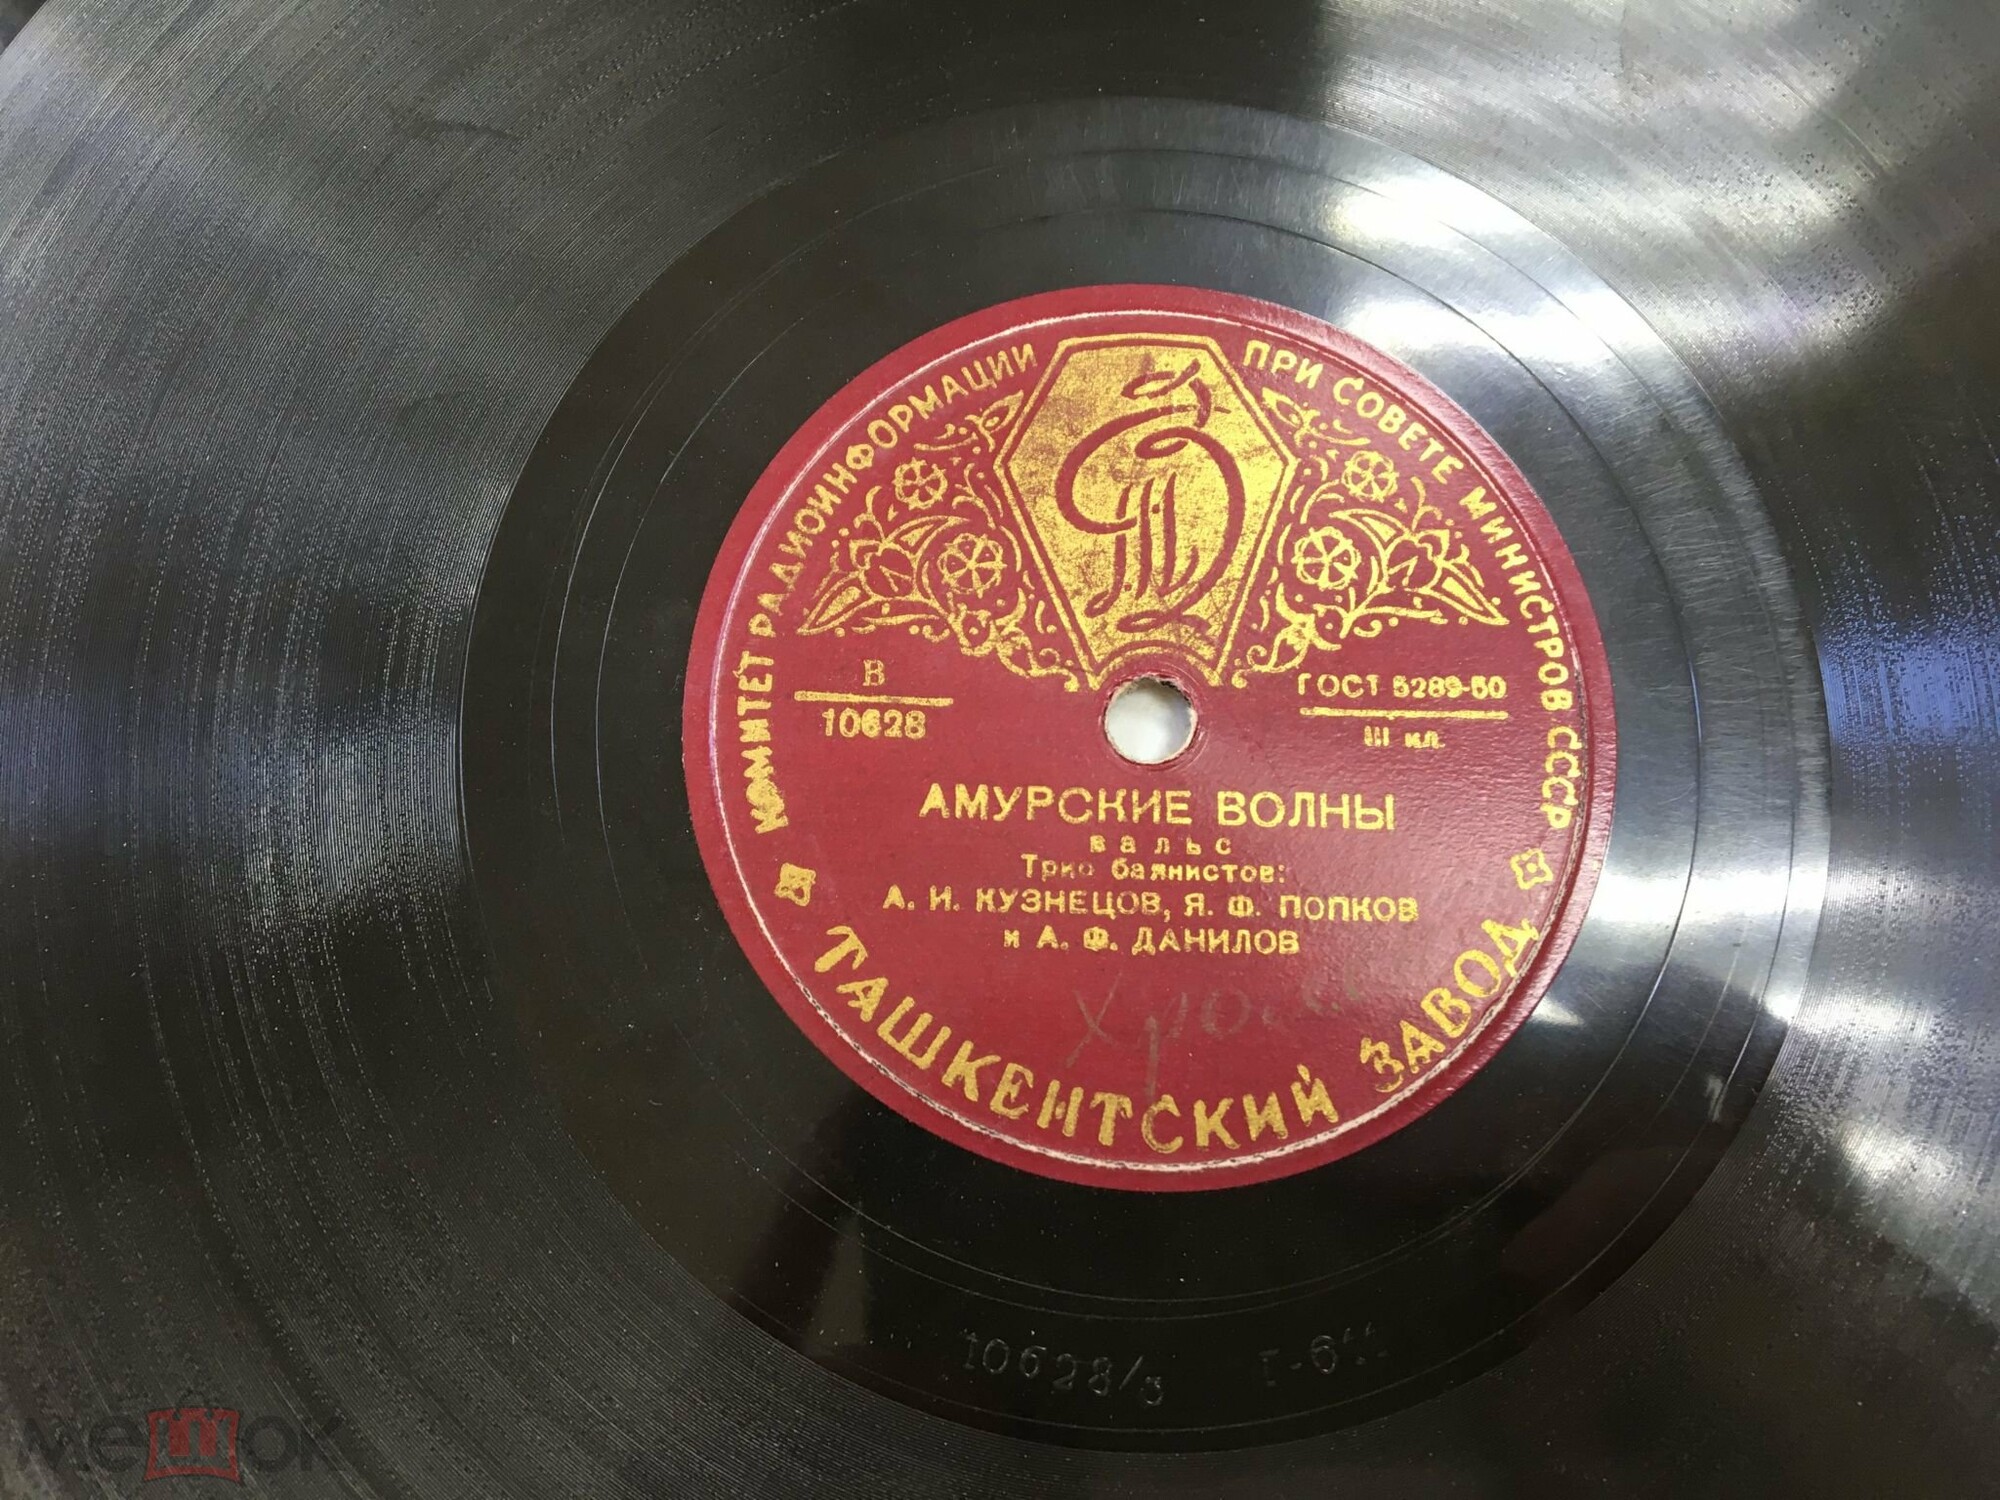 КОМИТЕТ РАДИОИНФОРМАЦИИ ПРИ СОВЕТЕ МИНИСТРОВ СССР
В
10628
ГОСТ 5289-50
III кл.
АМУРСКИЕ ВОЛНЫ
вальс
Трио баянистов:
А. И. КУЗНЕЦОВ, Я. Ф. ПОПКОВ
и А. Ф. ДАНИЛОВ
ТАШКЕНТСКИЙ ЗАВОД
10628/3
мешок